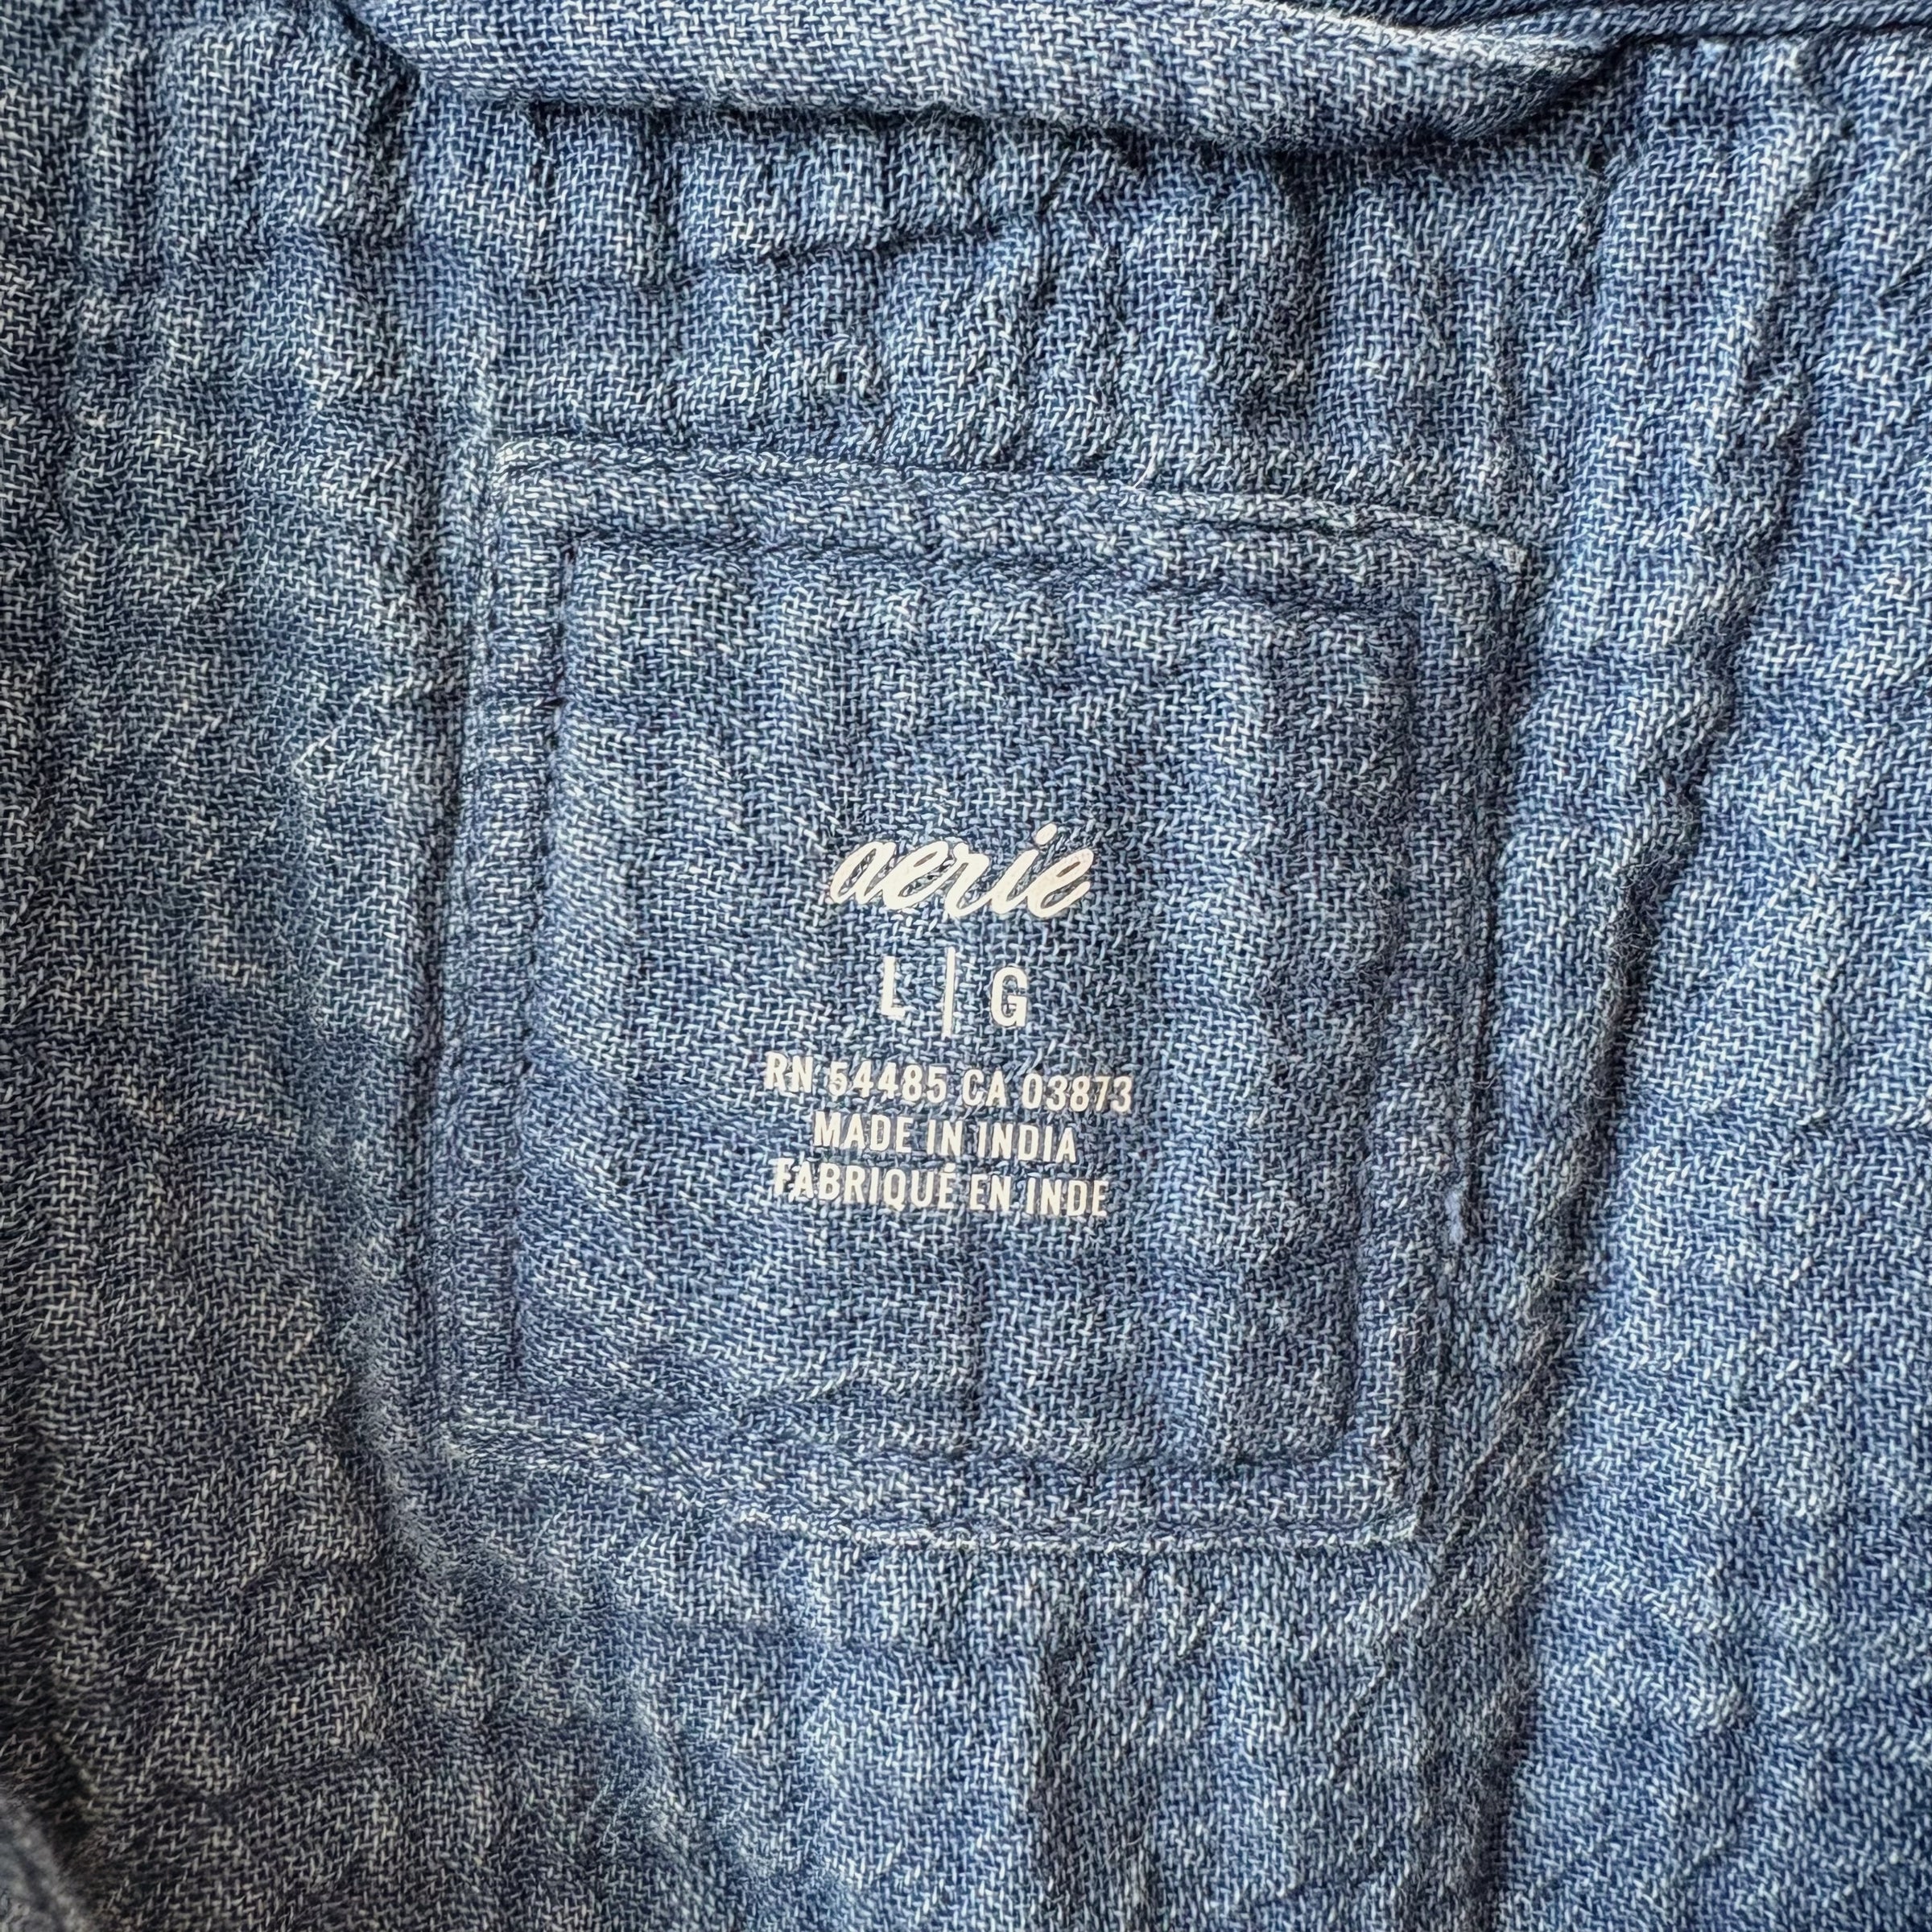 aerie
L | G
RN 54485 CA 03873
MADE IN INDIA
FABRIQUÉ EN INDE